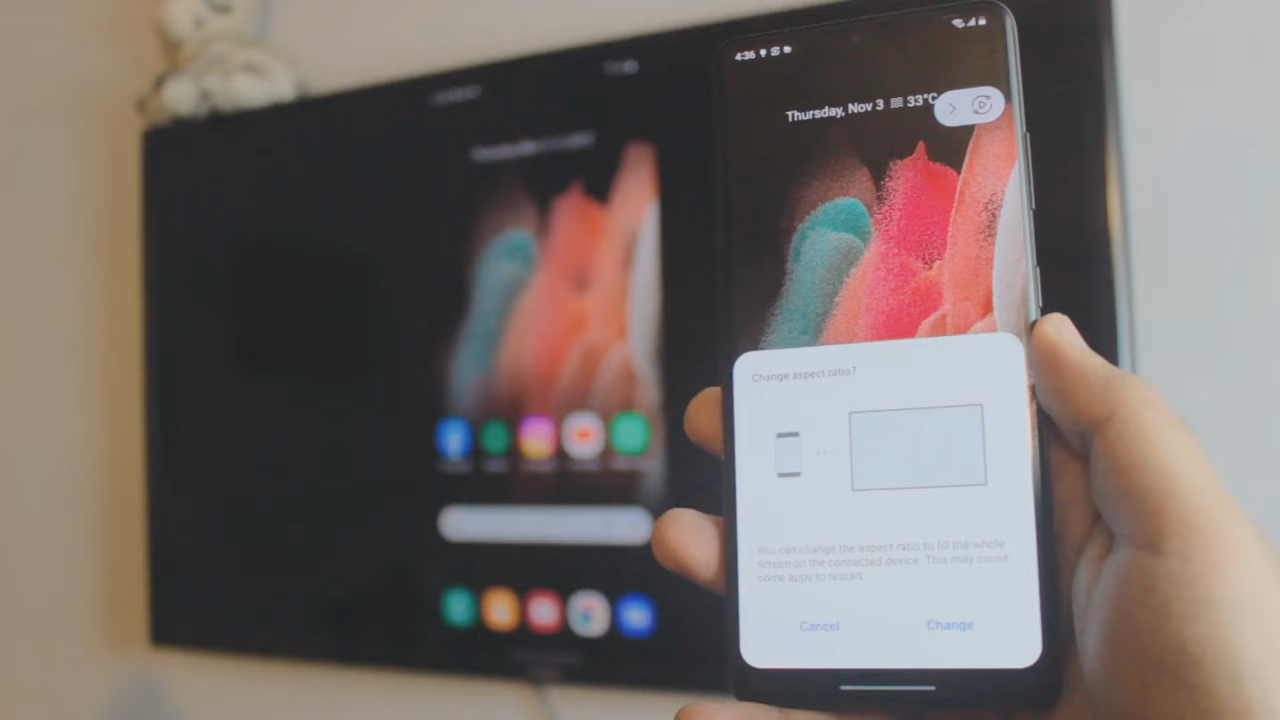 4:36
Thursday, Nov 3 33°C
Change aspect ratio?
You can change the aspect ratio to fill the whole
screen on the connected device. This may cause
some apps to restart.
Cancel Change